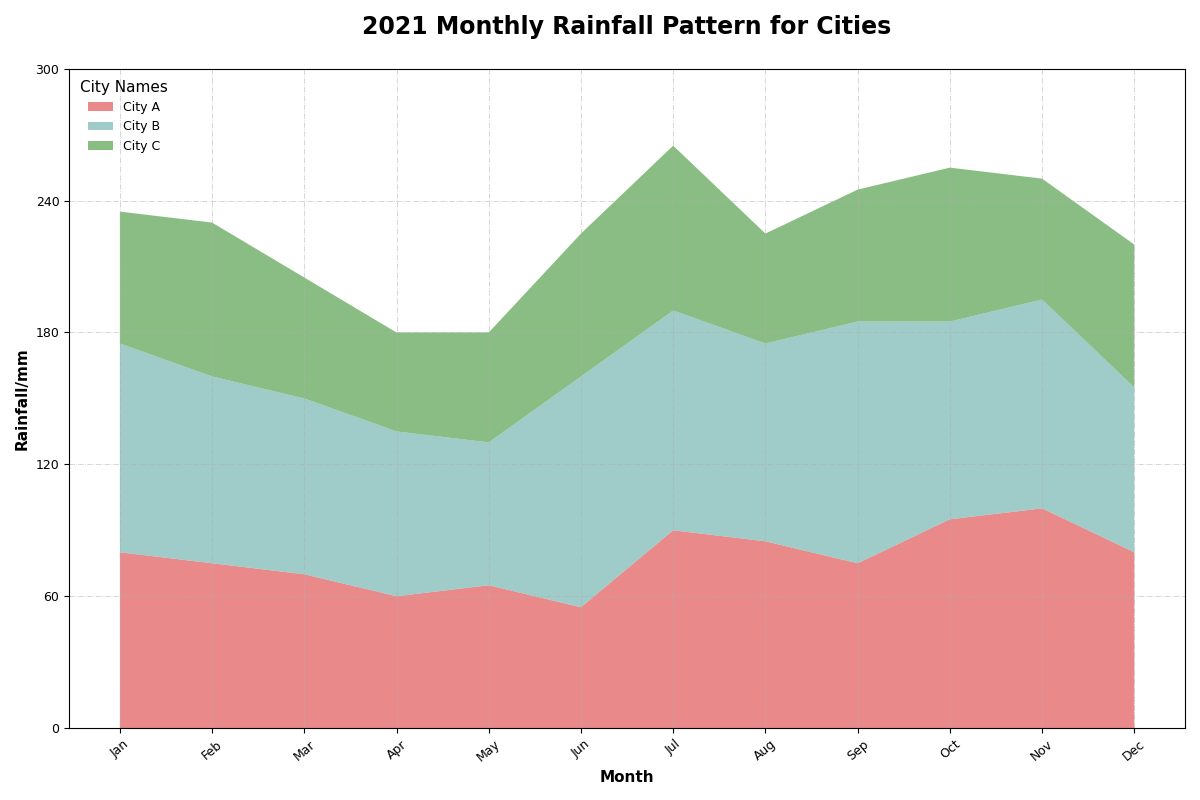 2021 Monthly Rainfall Pattern for Cities
300
240
180
120
60
0
Rainfall/mm
City Names
City A
City B
City C
Jan Feb Mar Apr May Jun Jul Aug Sep Oct Nov Dec
Month